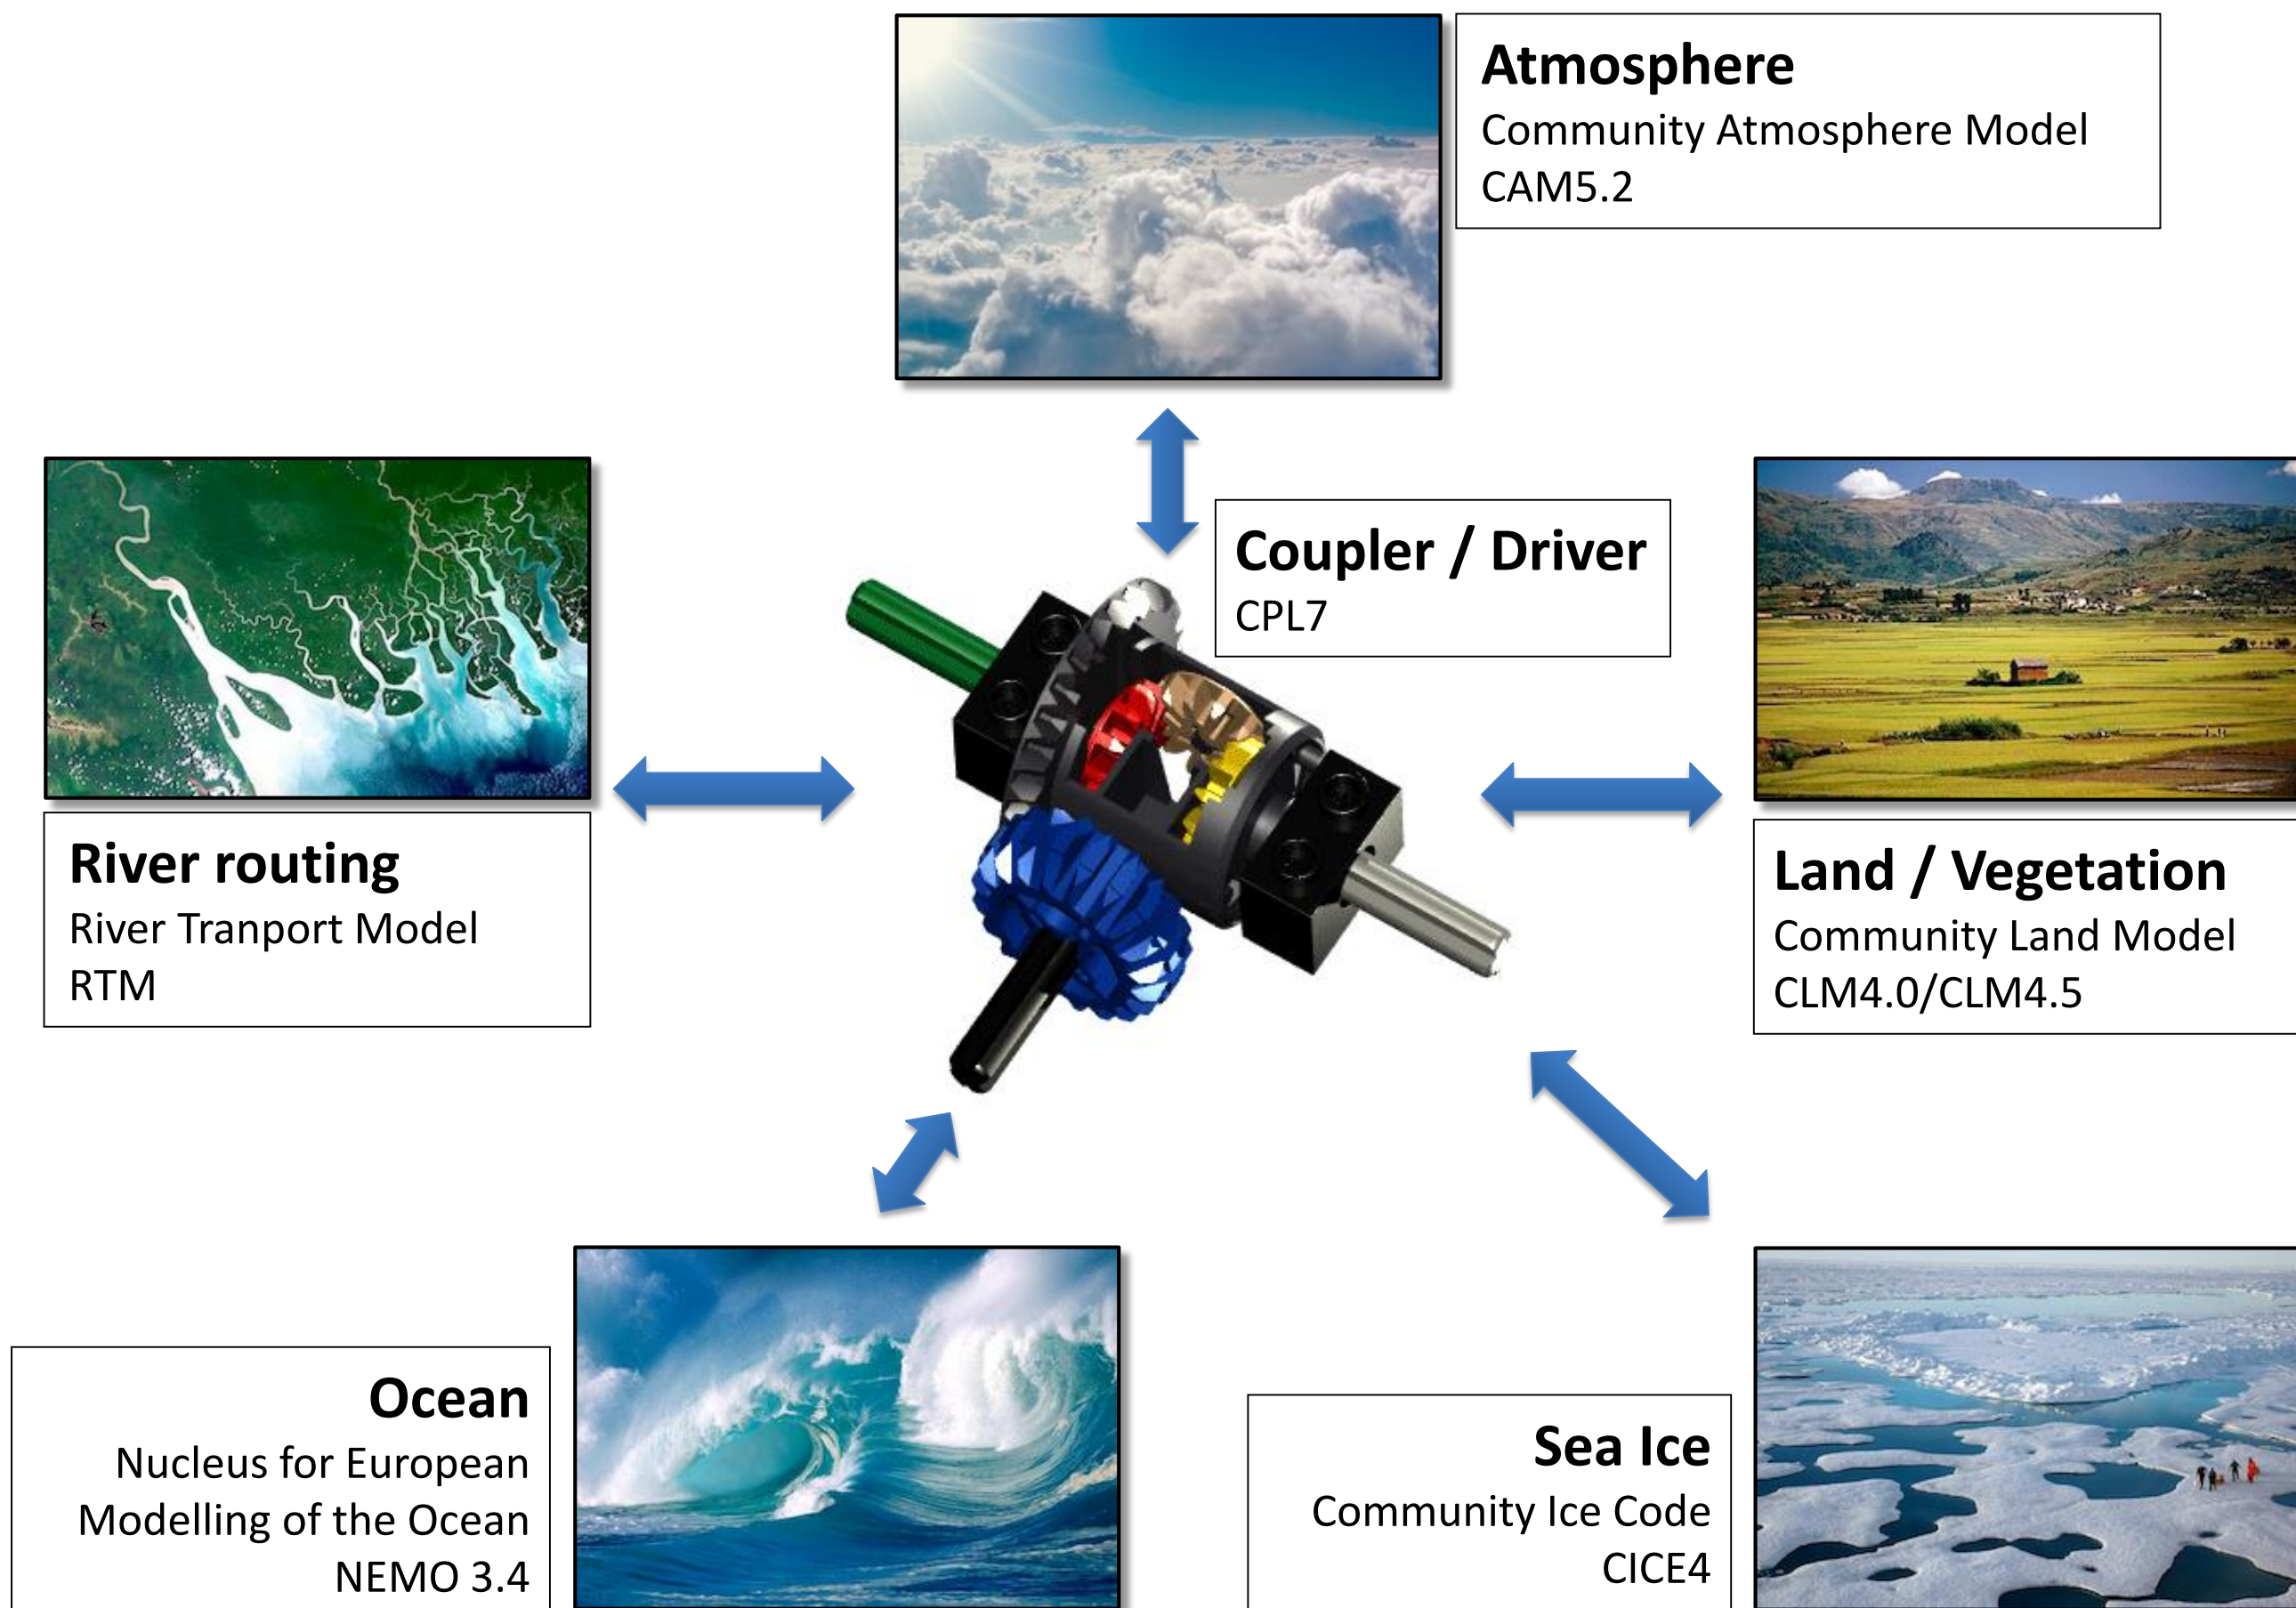 Atmosphere
Community Atmosphere Model
CAM5.2
Coupler / Driver
CPL7
River routing
River Tranport Model
RTM
Land / Vegetation
Community Land Model
CLM4.0/CLM4.5
Ocean
Nucleus for European
Modelling of the Ocean
NEMO 3.4
Sea Ice
Community Ice Code
CICE4